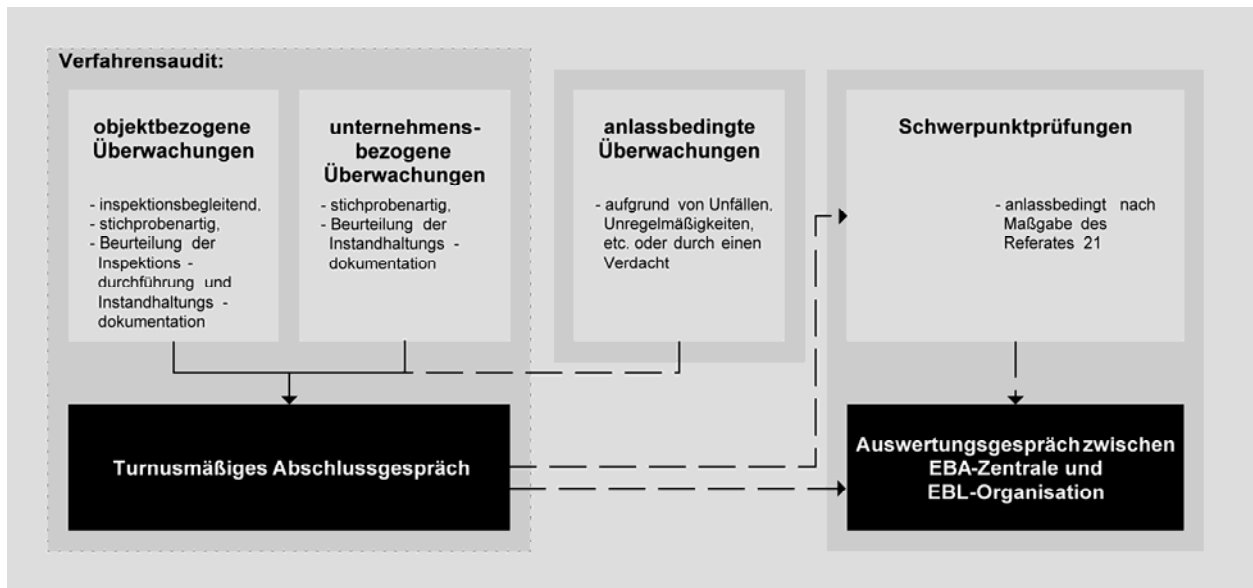 Verfahrensaudit:
objektbezogene
Überwachungen
- inspektionsbegleitend,
- stichprobenartig,
- Beurteilung der
Inspektions -
durchführung und
Instandhaltungs -
dokumentation
unternehmens-
bezogene
Überwachungen
- stichprobenartig,
- Beurteilung der
Instandhaltungs -
dokumentation
anlassbedingte
Überwachungen
- aufgrund von Unfällen,
Unregelmäßigkeiten,
etc. oder durch einen
Verdacht
Schwerpunktprüfungen
- anlassbedingt nach
Maßgabe des
Referates 21
Turnusmäßiges Abschlussgespräch
Auswertungsgespräch zwischen
EBA-Zentrale und
EBL-Organisation